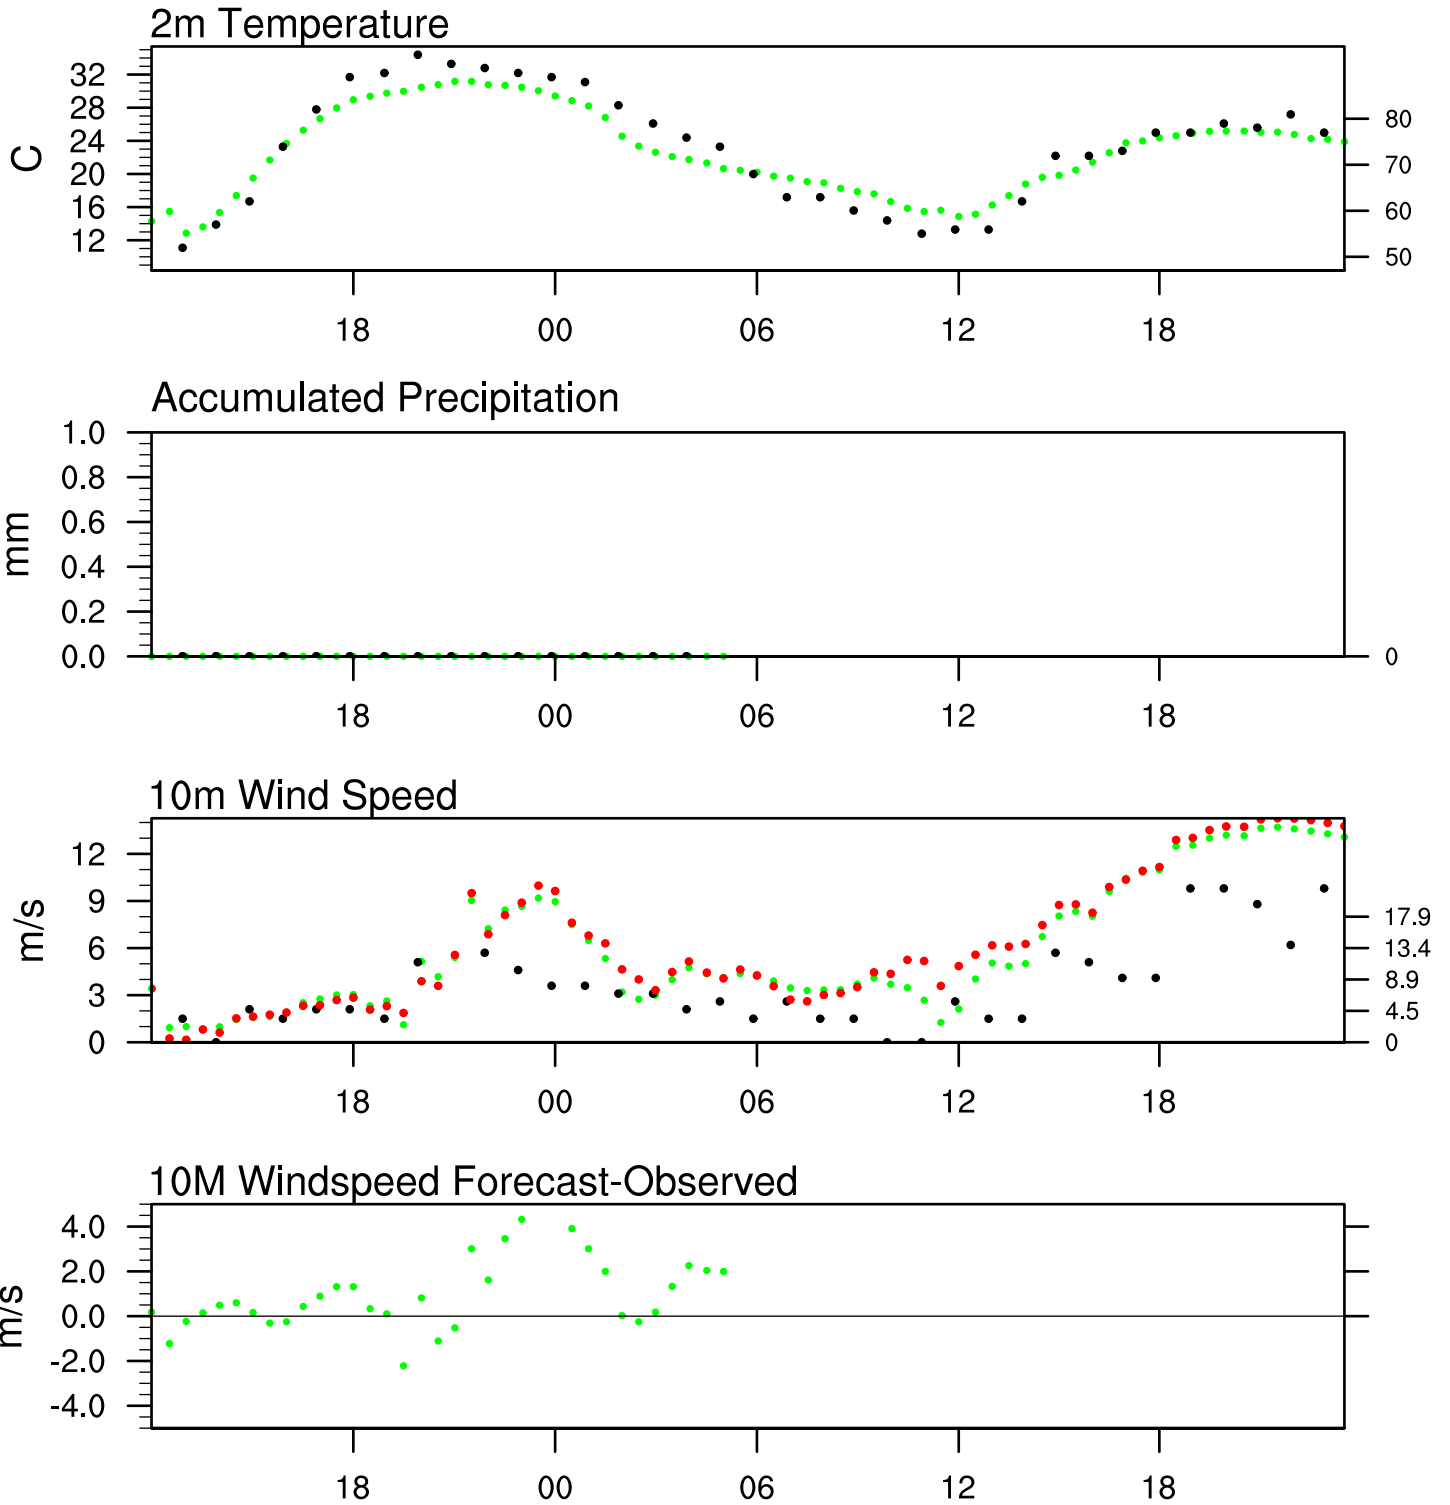 2m Temperature
C
32
28
24
20
16
12
80
70
60
50
18 00 06 12 18
Accumulated Precipitation
mm
1.0
0.8
0.6
0.4
0.2
0.0
0
18 00 06 12 18
10m Wind Speed
m/s
12
9
6
3
0
17.9
13.4
8.9
4.5
0
18 00 06 12 18
10M Windspeed Forecast-Observed
m/s
4.0
2.0
0.0
-2.0
-4.0
18 00 06 12 18